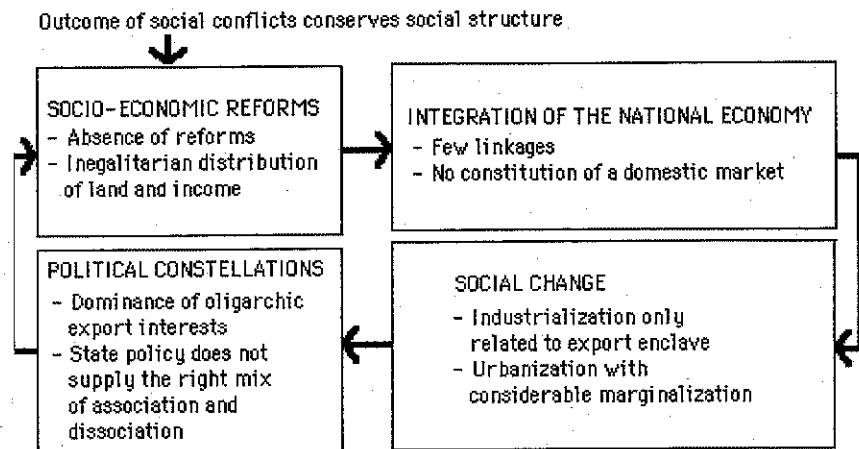 Outcome of social conflicts conserves social structure
SOCIO-ECONOMIC REFORMS
- Absence of reforms
- Inegalitarian distribution
of land and income
INTEGRATION OF THE NATIONAL ECONOMY
- Few linkages
- No constitution of a domestic market
POLITICAL CONSTELLATIONS
- Dominance of oligarchic
export interests
- State policy does not
supply the right mix
of association and
dissociation
SOCIAL CHANGE
- Industrialization only
related to export enclave
- Urbanization with
considerable marginalization